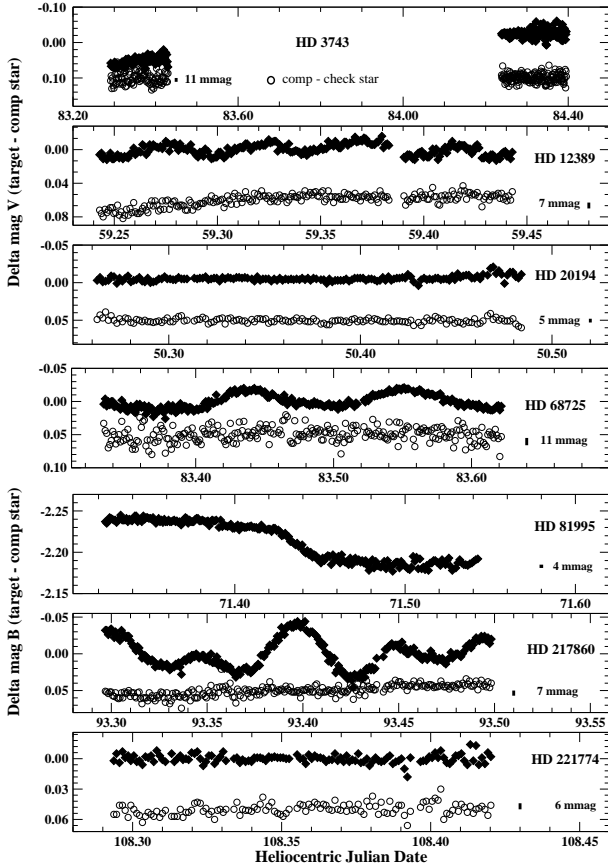 -0.10
0.00
0.10
HD 3743
11 mmag
comp - check star
83.20 83.60 84.00 84.40
Delta mag V (target - comp star)
0.00
0.04
0.08
HD 12389
7 mmag
59.25 59.30 59.35 59.40 59.45
-0.05
0.00
0.05
HD 20194
5 mmag
50.30 50.40 50.50
-0.05
0.00
0.05
0.10
HD 68725
11 mmag
83.40 83.50 83.60
Delta mag B (target - comp star)
-2.25
-2.20
-2.15
HD 81995
4 mmag
71.40 71.50 71.60
-0.05
0.00
0.05
HD 217860
7 mmag
93.30 93.35 93.40 93.45 93.50 93.55
0.00
0.03
0.06
HD 221774
6 mmag
108.30 108.35 108.40 108.45
Heliocentric Julian Date